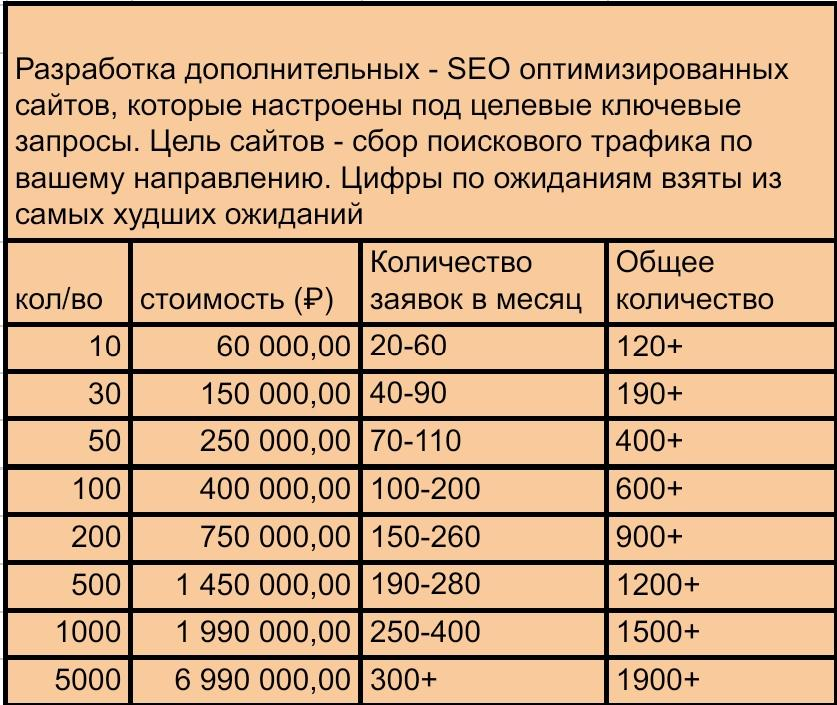 Разработка дополнительных - SEO оптимизированных
сайтов, которые настроены под целевые ключевые
запросы. Цель сайтов - сбор поискового трафика по
вашему направлению. Цифры по ожиданиям взяты из
самых худших ожиданий
кол/во стоимость (₽) Количество заявок в месяц Общее количество
10 60 000,00 20-60 120+
30 150 000,00 40-90 190+
50 250 000,00 70-110 400+
100 400 000,00 100-200 600+
200 750 000,00 150-260 900+
500 1 450 000,00 190-280 1200+
1000 1 990 000,00 250-400 1500+
5000 6 990 000,00 300+ 1900+